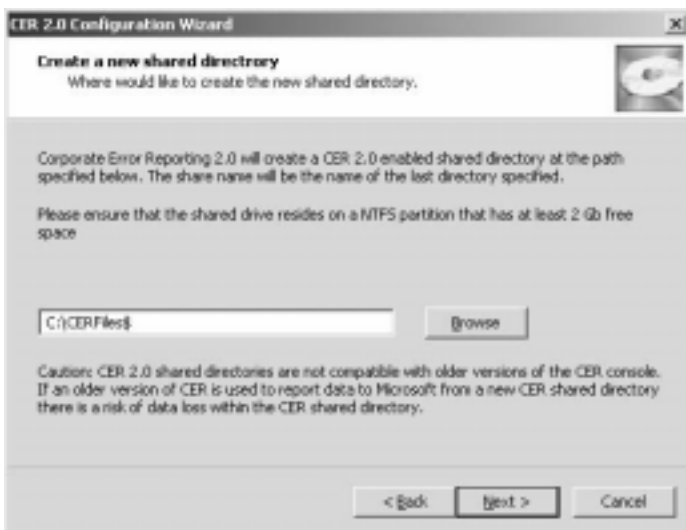 CER 2.0 Configuration Wizard
Create a new shared directrory
Where would like to create the new shared directory.
Corporate Error Reporting 2.0 will create a CER 2.0 enabled shared directory at the path
specified below. The share name will be the name of the last directory specified.
Please ensure that the shared drive resides on a NTFS partition that has at least 2 Gb free
space
C:\CERFiles$
Browse
Caution: CER 2.0 shared directories are not compatible with older versions of the CER console.
If an older version of CER is used to report data to Microsoft from a new CER shared directory
there is a risk of data loss within the CER shared directory.
< Back
Next >
Cancel